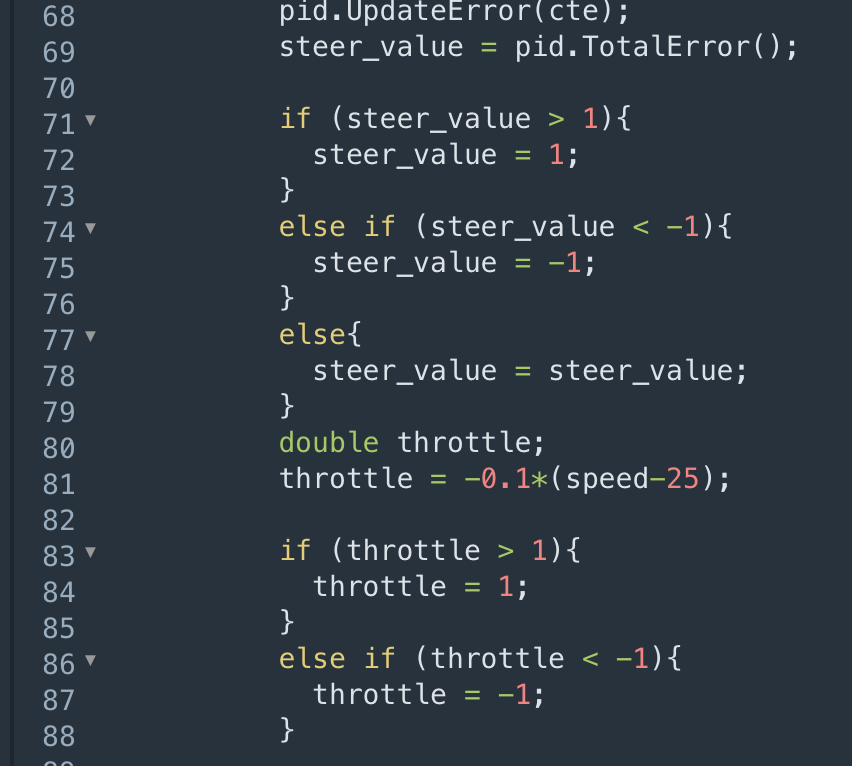 68 pid.UpdateError(cte);
69 steer_value = pid.TotalError();
70
71 if (steer_value > 1){
72 steer_value = 1;
73 }
74 else if (steer_value < -1){
75 steer_value = -1;
76 }
77 else{
78 steer_value = steer_value;
79 }
80 double throttle;
81 throttle = -0.1*(speed-25);
82
83 if (throttle > 1){
84 throttle = 1;
85 }
86 else if (throttle < -1){
87 throttle = -1;
88 }